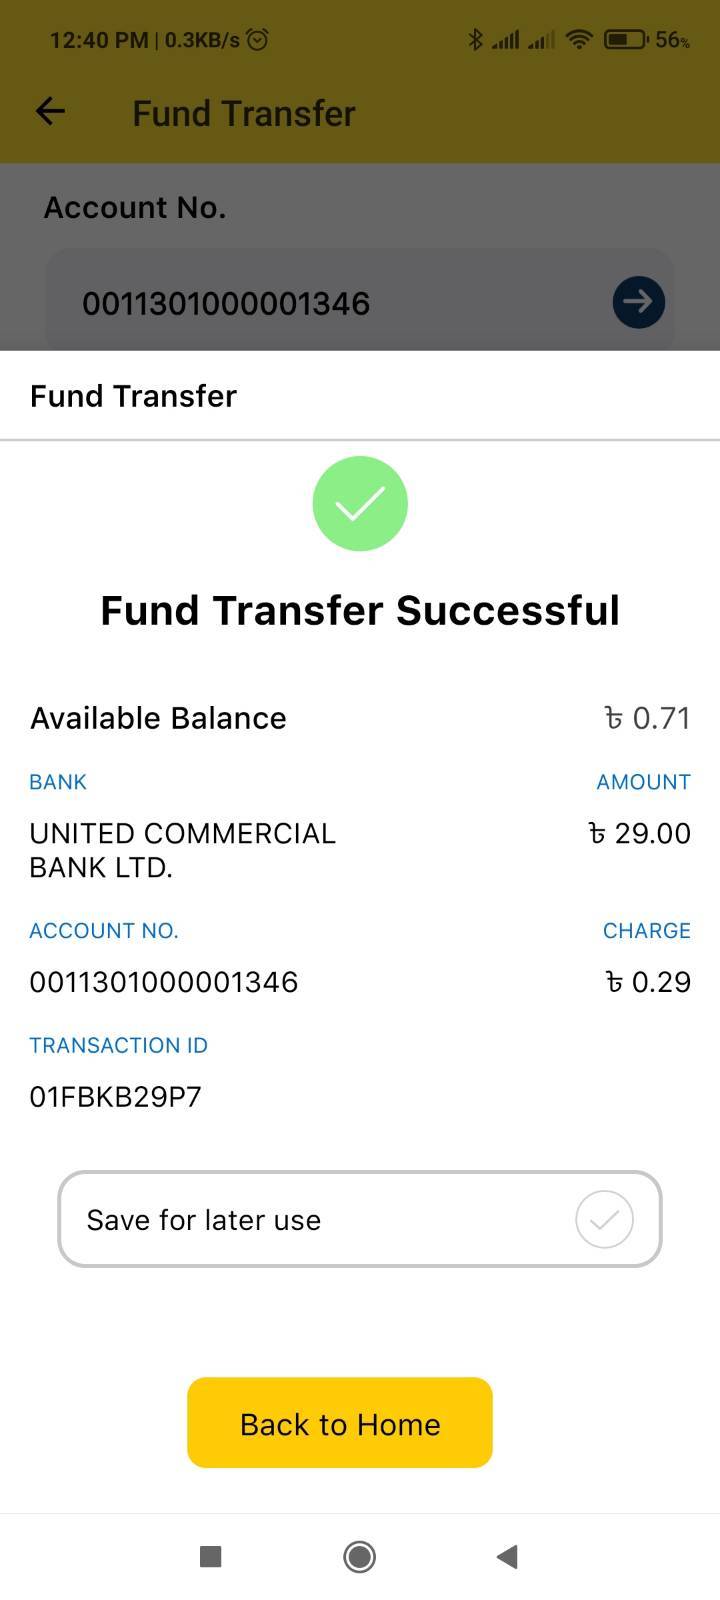 12:40 PM | 0.3KB/s
56%
Fund Transfer
Account No.
0011301000001346
Fund Transfer
Fund Transfer Successful
Available Balance ৳ 0.71
BANK AMOUNT
UNITED COMMERCIAL ৳ 29.00
BANK LTD.
ACCOUNT NO. CHARGE
0011301000001346 ৳ 0.29
TRANSACTION ID
01FBKB29P7
Save for later use
Back to Home